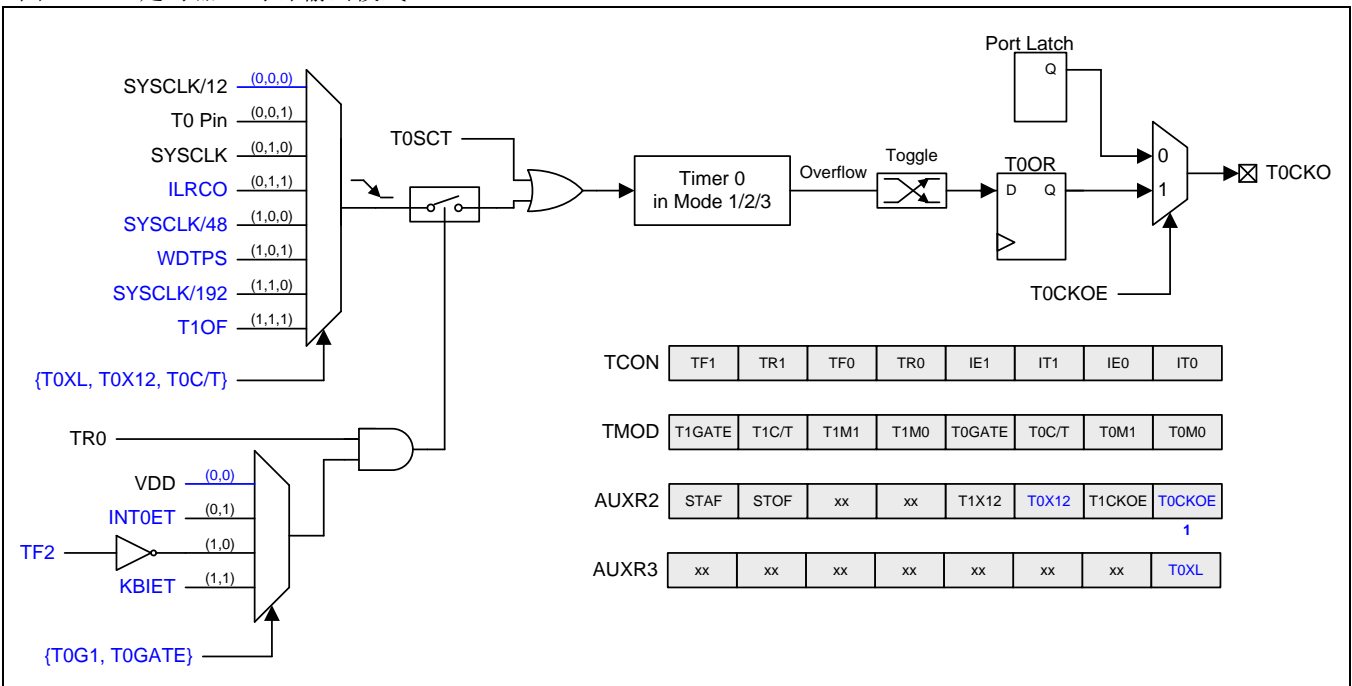 Port Latch
Q
SYSCLK/12 (0,0,0)
T0 Pin (0,0,1)
SYSCLK (0,1,0)
ILRCO (0,1,1)
SYSCLK/48 (1,0,0)
WDTPS (1,0,1)
SYSCLK/192 (1,1,0)
T1OF (1,1,1)
{T0XL, T0X12, T0C/T}
T0SCT
Timer 0
in Mode 1/2/3
Overflow
Toggle
T0OR
D Q
0
1
T0CKO
T0CKOE
TR0
VDD (0,0)
INT0ET (0,1)
TF2 (1,0)
KBIET (1,1)
{T0G1, T0GATE}
TCON TF1 TR1 TF0 TR0 IE1 IT1 IE0 IT0
TMOD T1GATE T1C/T T1M1 T1M0 T0GATE T0C/T T0M1 T0M0
AUXR2 STAF STOF xx xx T1X12 T0X12 T1CKOE T0CKOE
1
AUXR3 xx xx xx xx xx xx xx T0XL